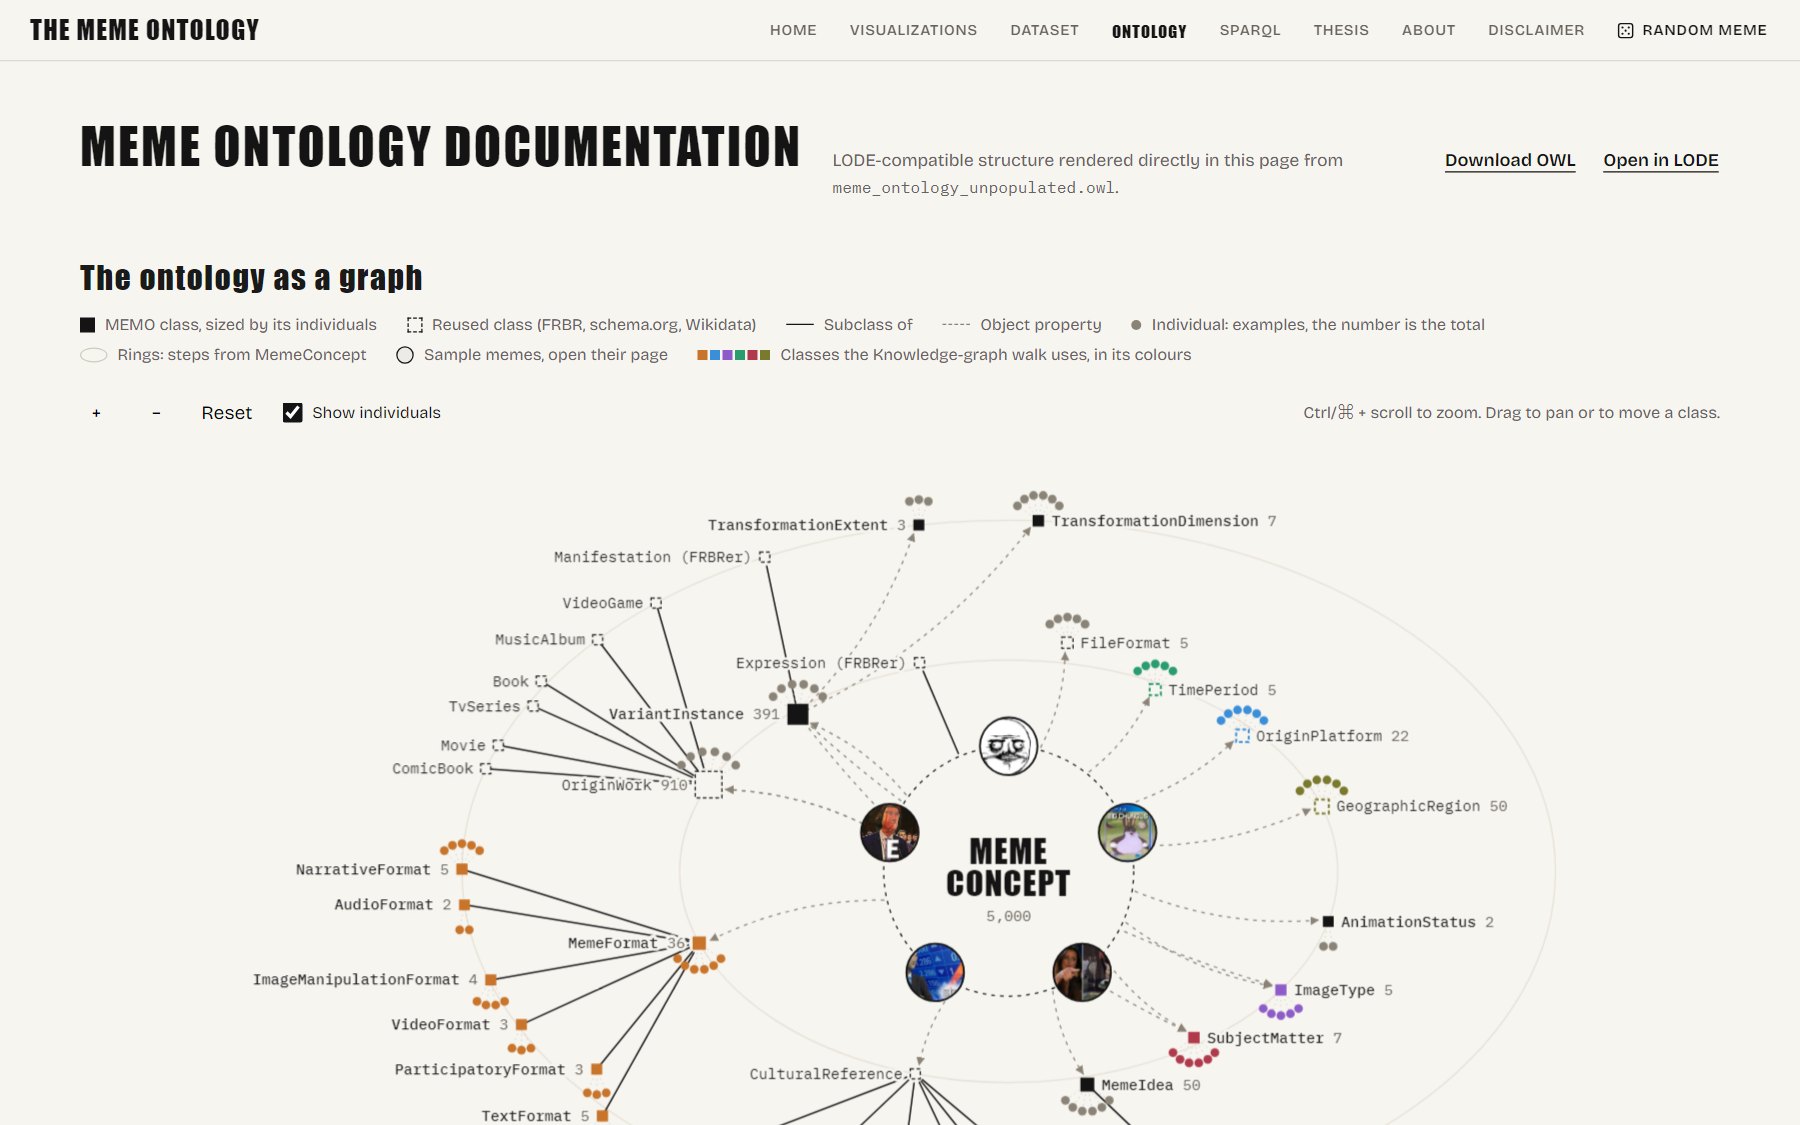 THE MEME ONTOLOGY
HOME VISUALIZATIONS DATASET ONTOLOGY SPARQL THESIS ABOUT DISCLAIMER RANDOM MEME
MEME ONTOLOGY DOCUMENTATION
LODE-compatible structure rendered directly in this page from
meme_ontology_unpopulated.owl.
Download OWL Open in LODE
The ontology as a graph
MEMO class, sized by its individuals Reused class (FRBR, schema.org, Wikidata) Subclass of Object property Individual: examples, the number is the total
Rings: steps from MemeConcept Sample memes, open their page Classes the Knowledge-graph walk uses, in its colours
+ − Reset Show individuals Ctrl/⌘ + scroll to zoom. Drag to pan or to move a class.
TransformationExtent 3
TransformationDimension 7
Manifestation (FRBRer)
VideoGame
MusicAlbum
FileFormat 5
Expression (FRBRer)
Book
TimePeriod 5
TvSeries
VariantInstance 391
OriginPlatform 22
Movie
ComicBook
OriginWork 910
GeographicRegion 50
E
MEME
CONCEPT
5,000
NarrativeFormat 5
AudioFormat 2
AnimationStatus 2
MemeFormat 36
ImageManipulationFormat 4
ImageType 5
VideoFormat 3
SubjectMatter 7
ParticipatoryFormat 3
CulturalReference
MemeIdea 50
TextFormat 5